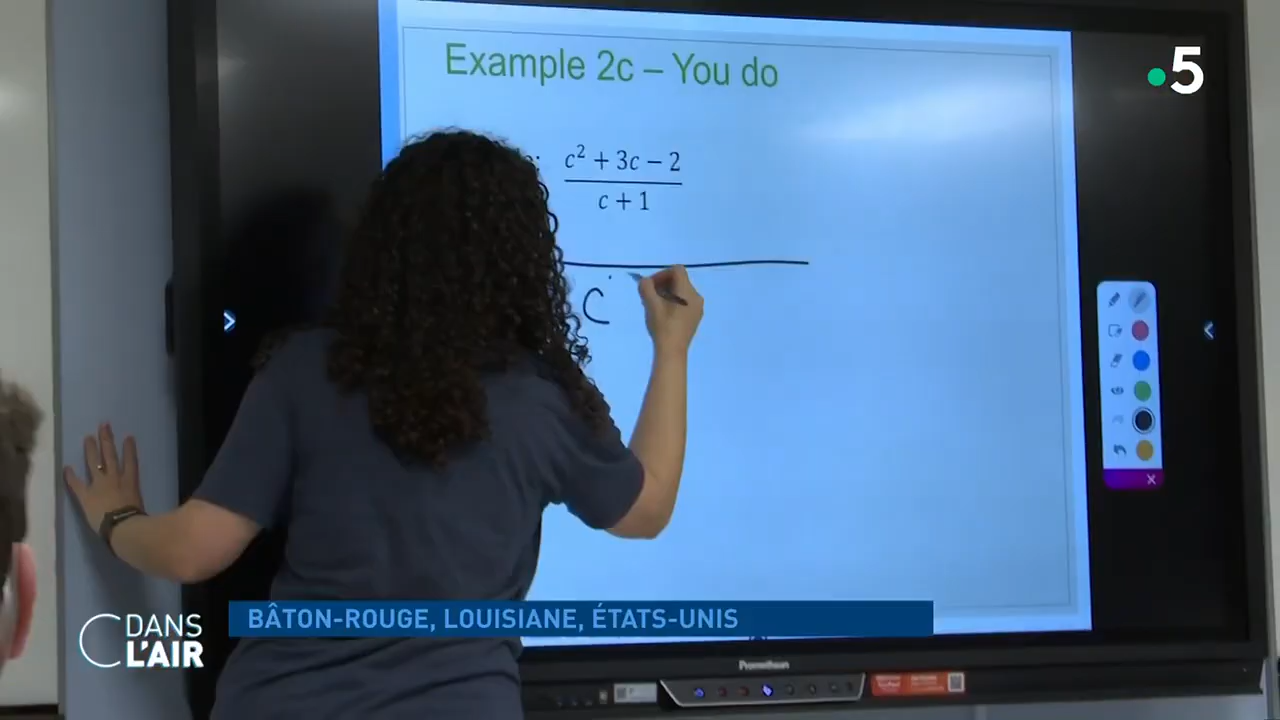 Example 2c – You do
5
c² + 3c − 2
c + 1
C
BÂTON-ROUGE, LOUISIANE, ÉTATS-UNIS
C DANS
L'AIR
Promethean